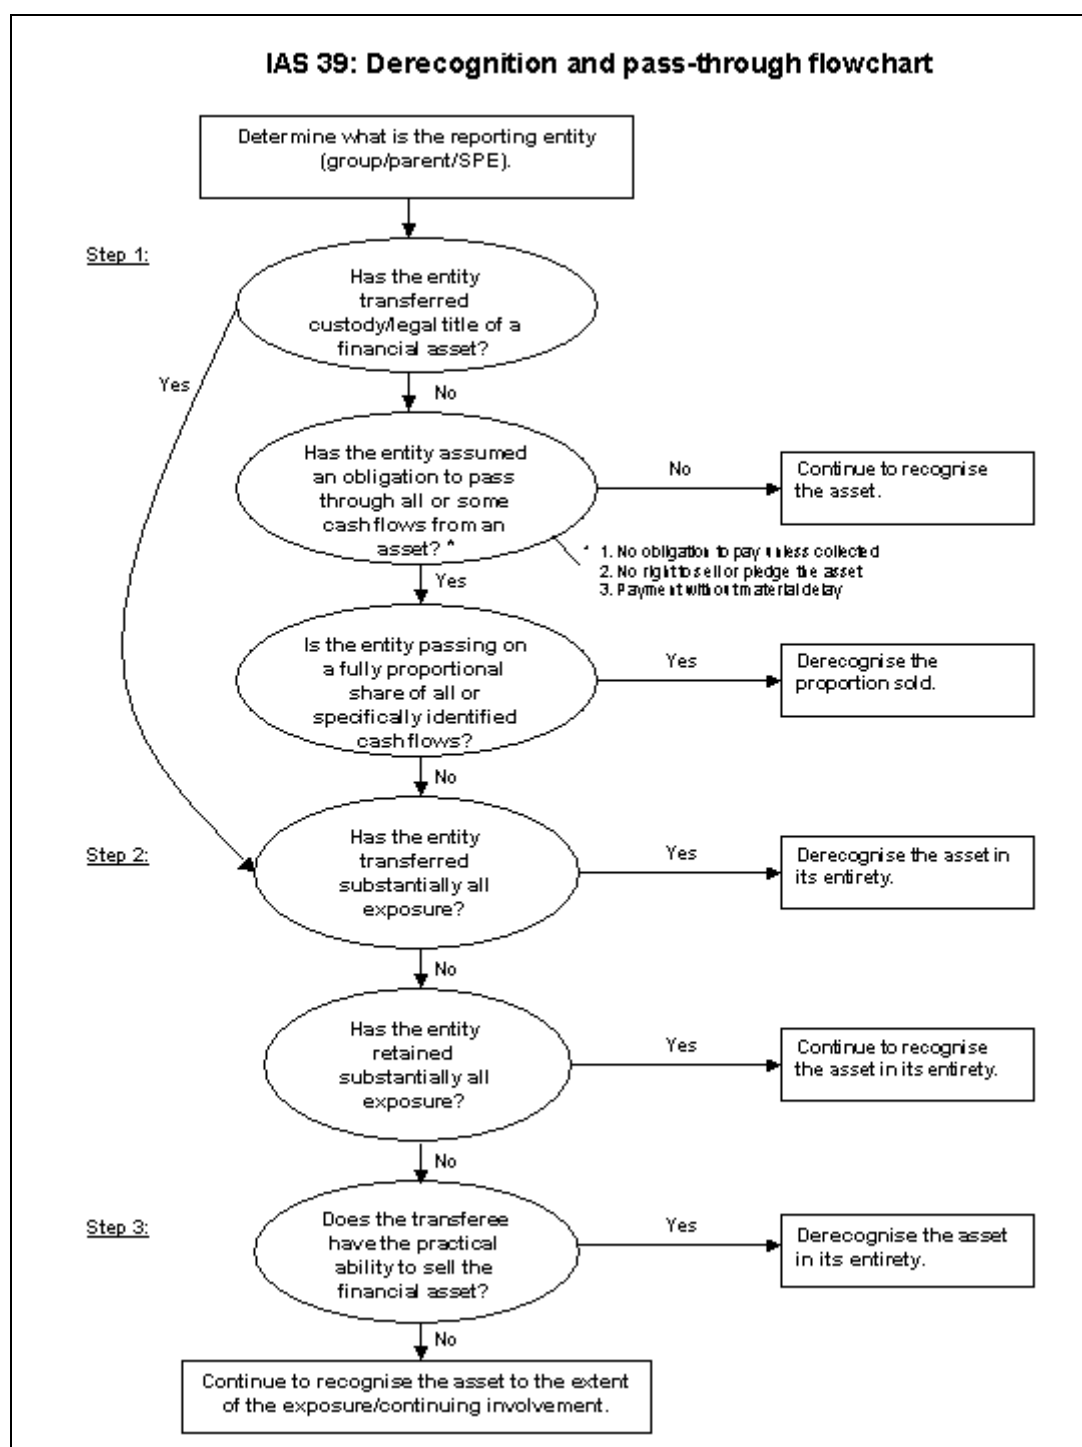 IAS 39: Derecognition and pass-through flowchart
Determine what is the reporting entity
(group/parent/SPE).
Step 1:
Has the entity
transferred
custody/legal title of a
financial asset?
Yes
No
Has the entity assumed
an obligation to pass
through all or some
cash flows from an
asset? *
No
Continue to recognise
the asset.
* 1. No obligation to pay unless collected
2. No right to sell or pledge the asset
3. Payment without material delay
Yes
Is the entity passing on
a fully proportional
share of all or
specifically identified
cash flows?
Yes
Derecognise the
proportion sold.
No
Step 2:
Has the entity
transferred
substantially all
exposure?
Yes
Derecognise the asset in
its entirety.
No
Has the entity
retained
substantially all
exposure?
Yes
Continue to recognise
the asset in its entirety.
No
Step 3:
Does the transferee
have the practical
ability to sell the
financial asset?
Yes
Derecognise the asset
in its entirety.
No
Continue to recognise the asset to the extent
of the exposure/continuing involvement.